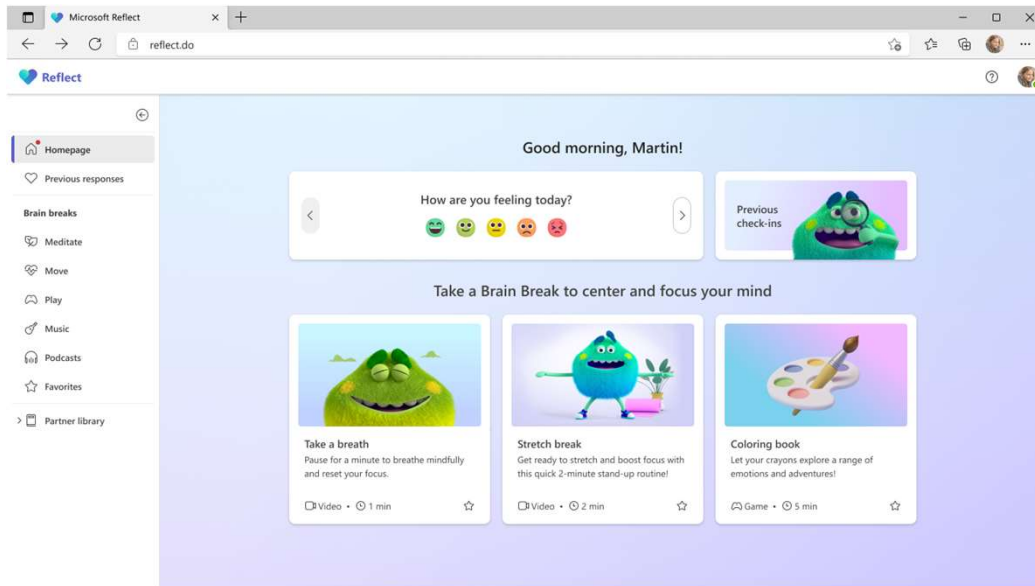 Microsoft Reflect
reflect.do
Reflect
Homepage
Previous responses
Brain breaks
Meditate
Move
Play
Music
Podcasts
Favorites
Partner library
Good morning, Martin!
How are you feeling today?
Previous
check-ins
Take a Brain Break to center and focus your mind
Take a breath
Pause for a minute to breathe mindfully
and reset your focus.
Video • 1 min
Stretch break
Get ready to stretch and boost focus with
this quick 2-minute stand-up routine!
Video • 2 min
Coloring book
Let your crayons explore a range of
emotions and adventures!
Game • 5 min